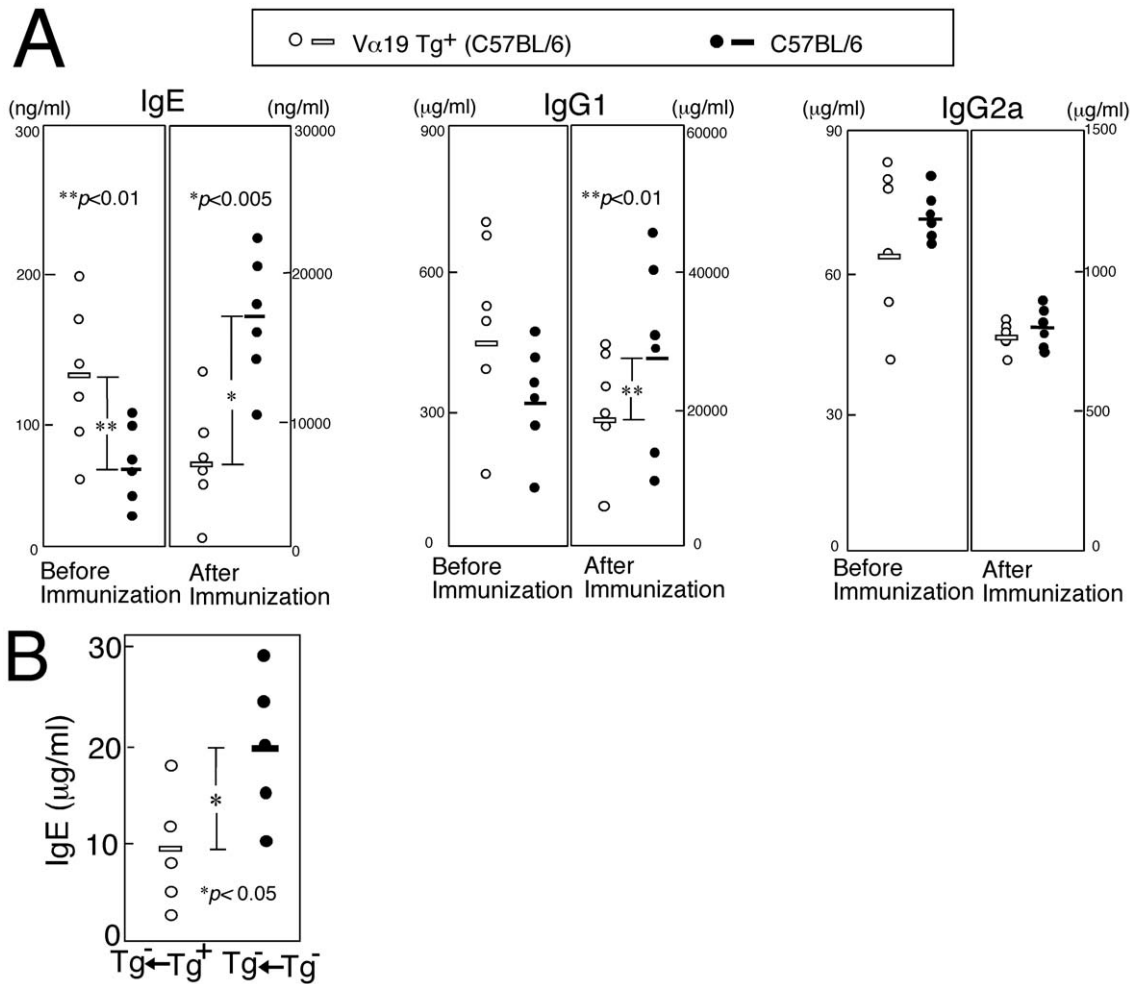 A
Vα19 Tg+ (C57BL/6) C57BL/6
(ng/ml) IgE (ng/ml)
300 30000
**p<0.01 *p<0.005
200 20000
100 10000
** *
0 0
Before Immunization After Immunization
(μg/ml) IgG1 (μg/ml)
900 60000
**p<0.01
600 40000
300 20000
**
0 0
Before Immunization After Immunization
(μg/ml) IgG2a (μg/ml)
90 1500
60 1000
30 500
0 0
Before Immunization After Immunization
B
IgE (μg/ml)
30
20
*
10
*p< 0.05
0
Tg-←Tg+ Tg-←Tg-